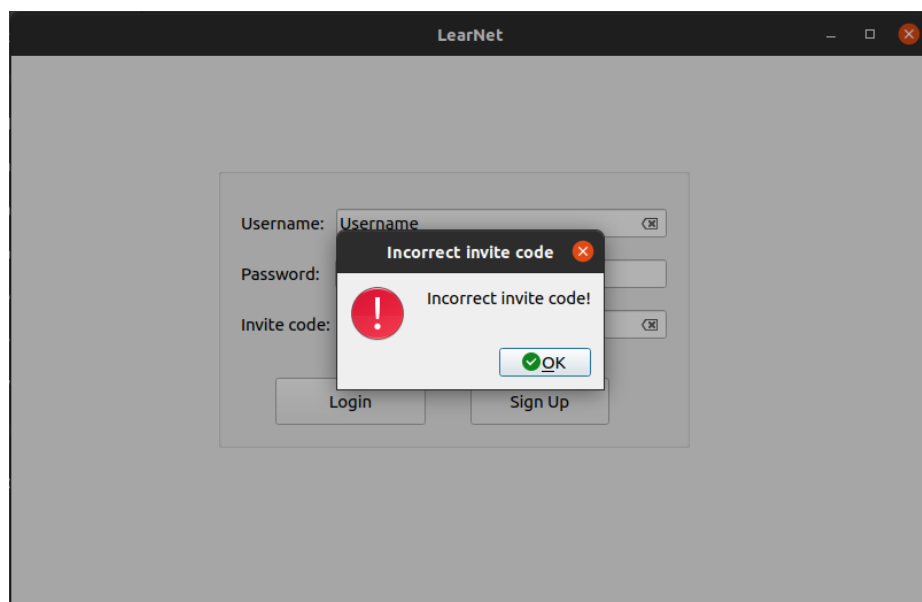 LearNet
Username: Username
Incorrect invite code
Password:
Incorrect invite code!
Invite code:
OK
Login Sign Up